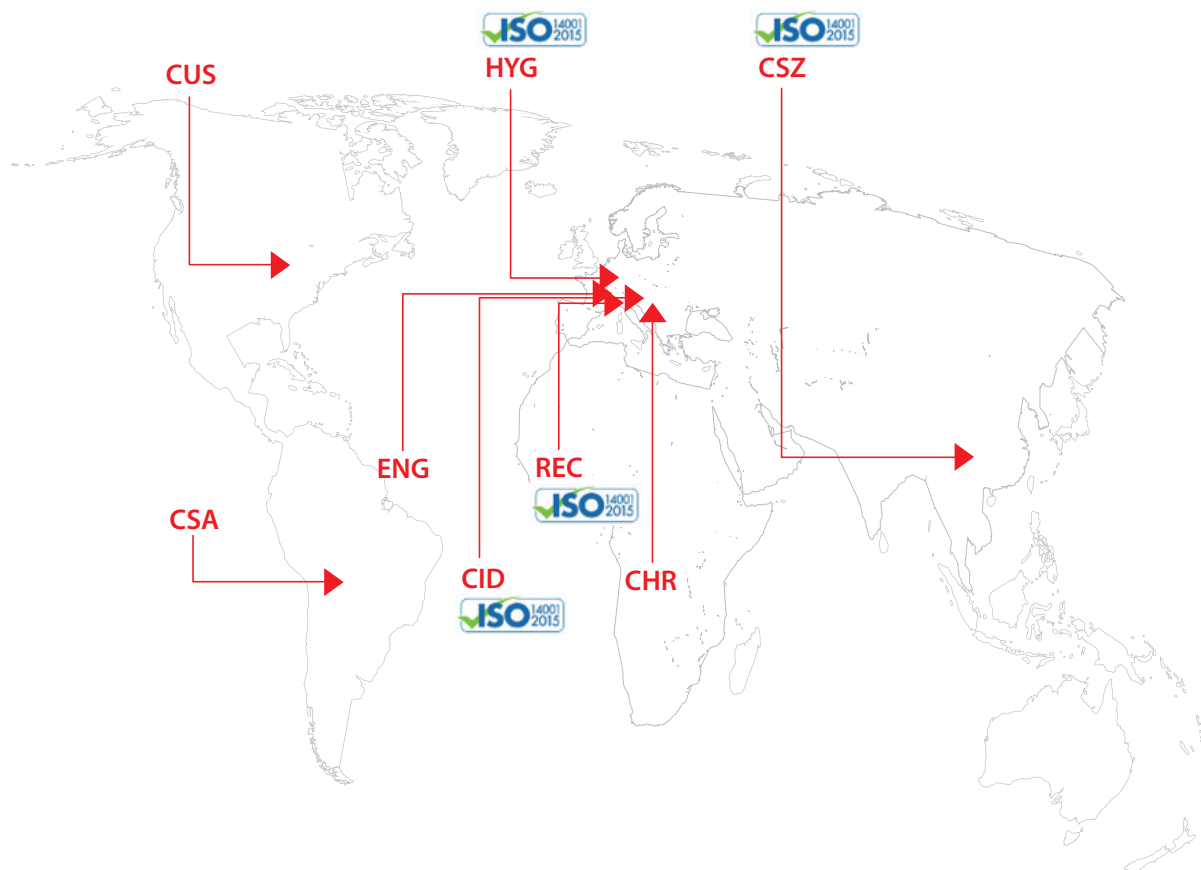 ISO 14001
2015
ISO 14001
2015
CUS
HYG
CSZ
ENG
REC
ISO 14001
2015
CSA
CID
CHR
ISO 14001
2015